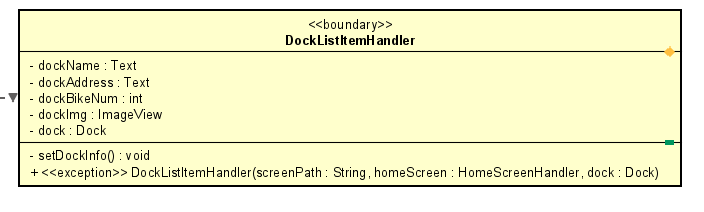 <<boundary>>
DockListItemHandler
- dockName : Text
- dockAddress : Text
- dockBikeNum : int
- dockImg : ImageView
- dock : Dock
- setDockInfo() : void
+ <<exception>> DockListItemHandler(screenPath : String, homeScreen : HomeScreenHandler, dock : Dock)